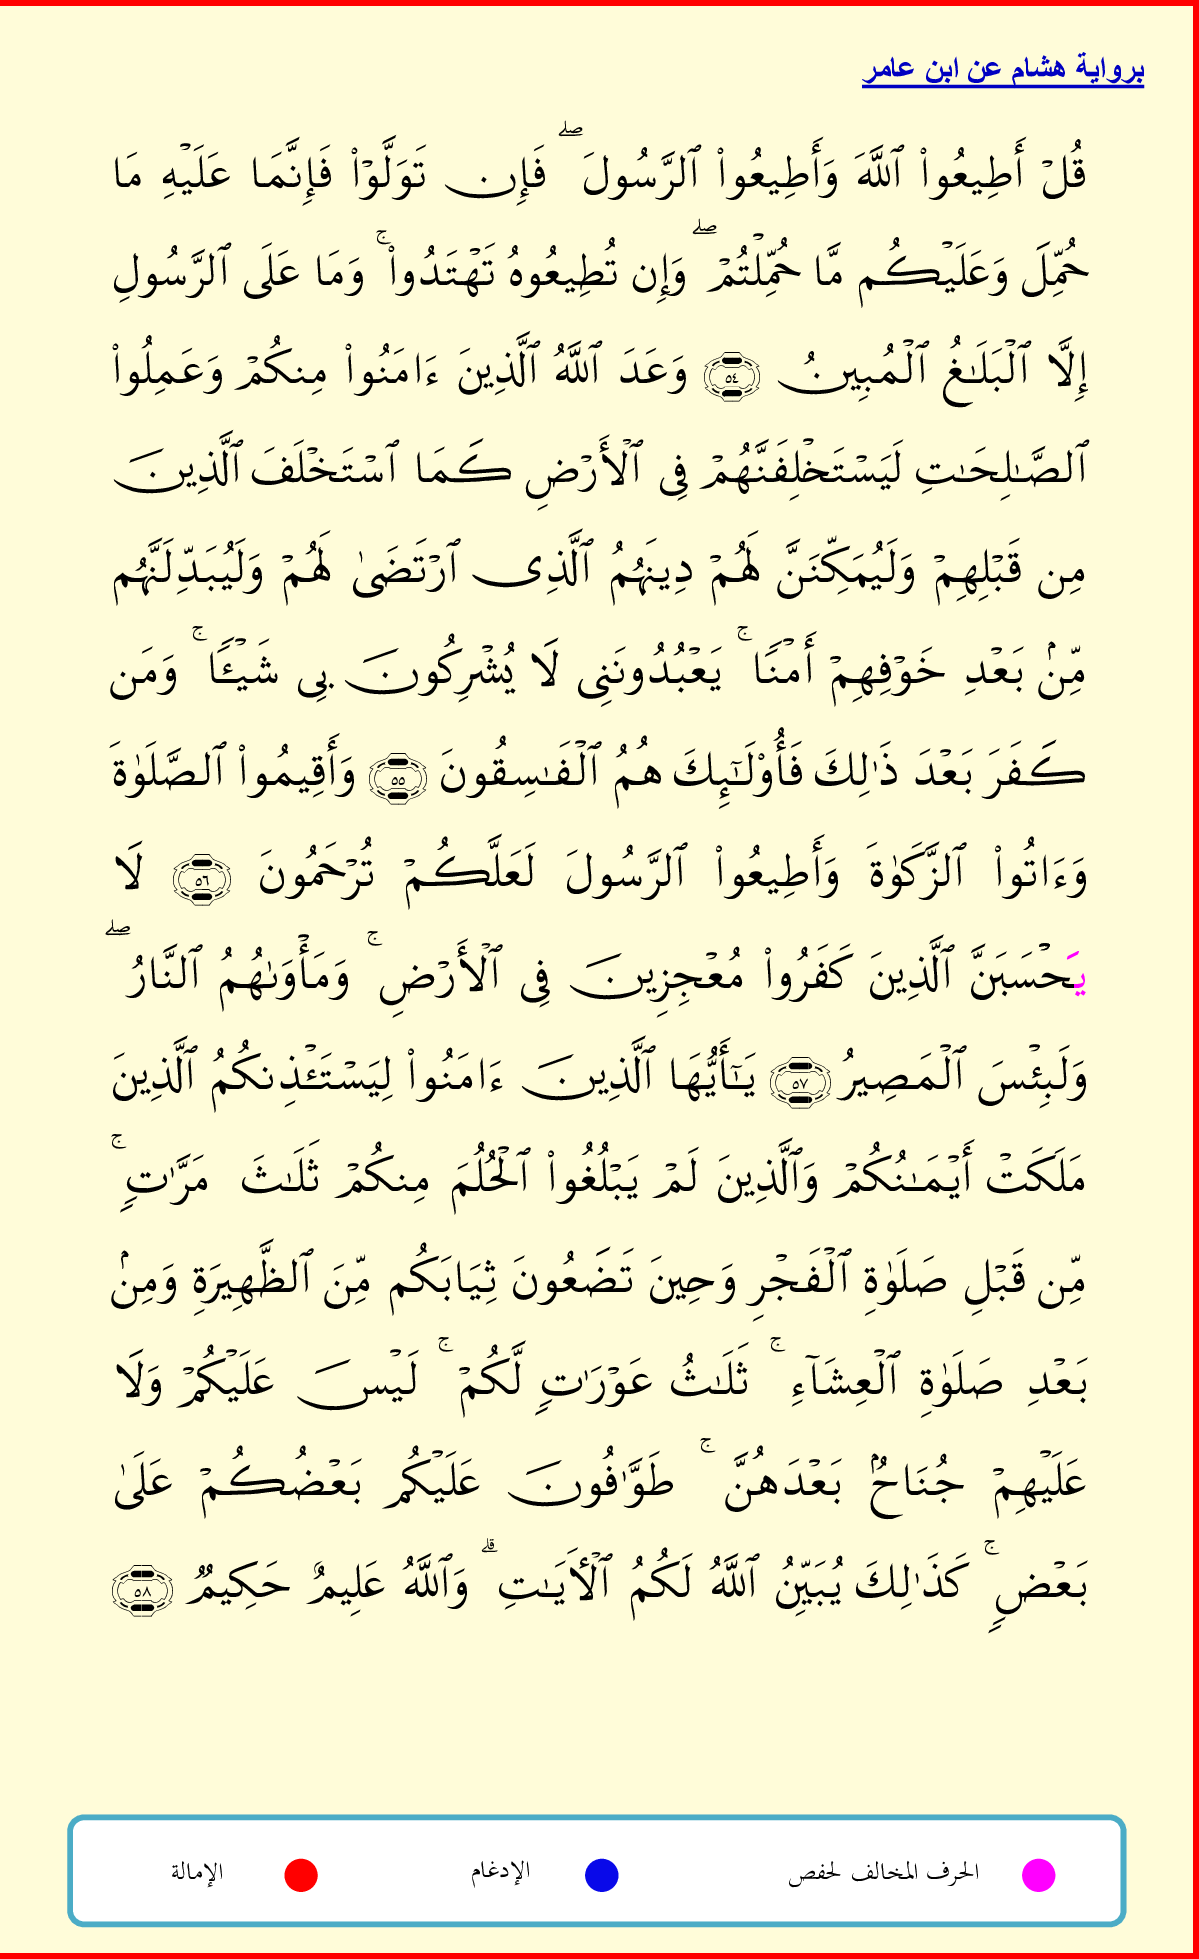 برواية هشام عن ابن عامر
قُلۡ أَطِيعُواْ ٱللَّهَ وَأَطِيعُواْ ٱلرَّسُولَۖ فَإِن تَوَلَّوۡاْ فَإِنَّمَا عَلَيۡهِ مَا
حُمِّلَ وَعَلَيۡكُم مَّا حُمِّلۡتُمۡۖ وَإِن تُطِيعُوهُ تَهۡتَدُواْۚ وَمَا عَلَى ٱلرَّسُولِ
إِلَّا ٱلۡبَلَٰغُ ٱلۡمُبِينُ ٥٤ وَعَدَ ٱللَّهُ ٱلَّذِينَ ءَامَنُواْ مِنكُمۡ وَعَمِلُواْ
ٱلصَّٰلِحَٰتِ لَيَسۡتَخۡلِفَنَّهُمۡ فِي ٱلۡأَرۡضِ كَمَا ٱسۡتَخۡلَفَ ٱلَّذِينَ
مِن قَبۡلِهِمۡ وَلَيُمَكِّنَنَّ لَهُمۡ دِينَهُمُ ٱلَّذِي ٱرۡتَضَىٰ لَهُمۡ وَلَيُبَدِّلَنَّهُم
مِّنۢ بَعۡدِ خَوۡفِهِمۡ أَمۡنٗاۚ يَعۡبُدُونَنِي لَا يُشۡرِكُونَ بِي شَيۡـٔٗاۚ وَمَن
كَفَرَ بَعۡدَ ذَٰلِكَ فَأُوْلَٰٓئِكَ هُمُ ٱلۡفَٰسِقُونَ ٥٥ وَأَقِيمُواْ ٱلصَّلَوٰةَ
وَءَاتُواْ ٱلزَّكَوٰةَ وَأَطِيعُواْ ٱلرَّسُولَ لَعَلَّكُمۡ تُرۡحَمُونَ ٥٦ لَا
يَحۡسَبَنَّ ٱلَّذِينَ كَفَرُواْ مُعۡجِزِينَ فِي ٱلۡأَرۡضِۚ وَمَأۡوَىٰهُمُ ٱلنَّارُۖ
وَلَبِئۡسَ ٱلۡمَصِيرُ ٥٧ يَٰٓأَيُّهَا ٱلَّذِينَ ءَامَنُواْ لِيَسۡتَـٔۡذِنكُمُ ٱلَّذِينَ
مَلَكَتۡ أَيۡمَٰنُكُمۡ وَٱلَّذِينَ لَمۡ يَبۡلُغُواْ ٱلۡحُلُمَ مِنكُمۡ ثَلَٰثَ مَرَّٰتٖۚ
مِّن قَبۡلِ صَلَوٰةِ ٱلۡفَجۡرِ وَحِينَ تَضَعُونَ ثِيَابَكُم مِّنَ ٱلظَّهِيرَةِ وَمِنۢ
بَعۡدِ صَلَوٰةِ ٱلۡعِشَآءِۚ ثَلَٰثُ عَوۡرَٰتٖ لَّكُمۡۚ لَيۡسَ عَلَيۡكُمۡ وَلَا
عَلَيۡهِمۡ جُنَاحُۢ بَعۡدَهُنَّۚ طَوَّٰفُونَ عَلَيۡكُم بَعۡضُكُمۡ عَلَىٰ
بَعۡضٖۚ كَذَٰلِكَ يُبَيِّنُ ٱللَّهُ لَكُمُ ٱلۡأٓيَٰتِۗ وَٱللَّهُ عَلِيمٌ حَكِيمٞ ٥٨
الحرف المخالف لحفص الإدغام الإمالة